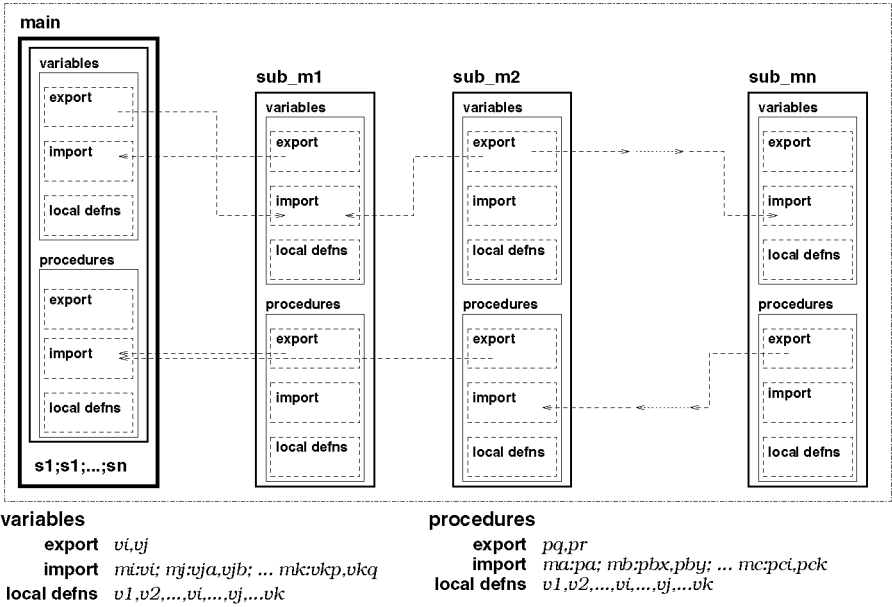 main
variables
export
import
local defns
procedures
export
import
local defns
s1;s1;...;sn
sub_m1
variables
export
import
local defns
procedures
export
import
local defns
sub_m2
variables
export
import
local defns
procedures
export
import
local defns
sub_mn
variables
export
import
local defns
procedures
export
import
local defns
variables
export vi,vj
import mi:vi; mj:vja,vjb; ... mk:vkp,vkq
local defns v1,v2,...,vi,...,vj,...vk
procedures
export pq,pr
import ma:pa; mb:pbx,pby; ... mc:pci,pck
local defns v1,v2,...,vi,...,vj,...vk